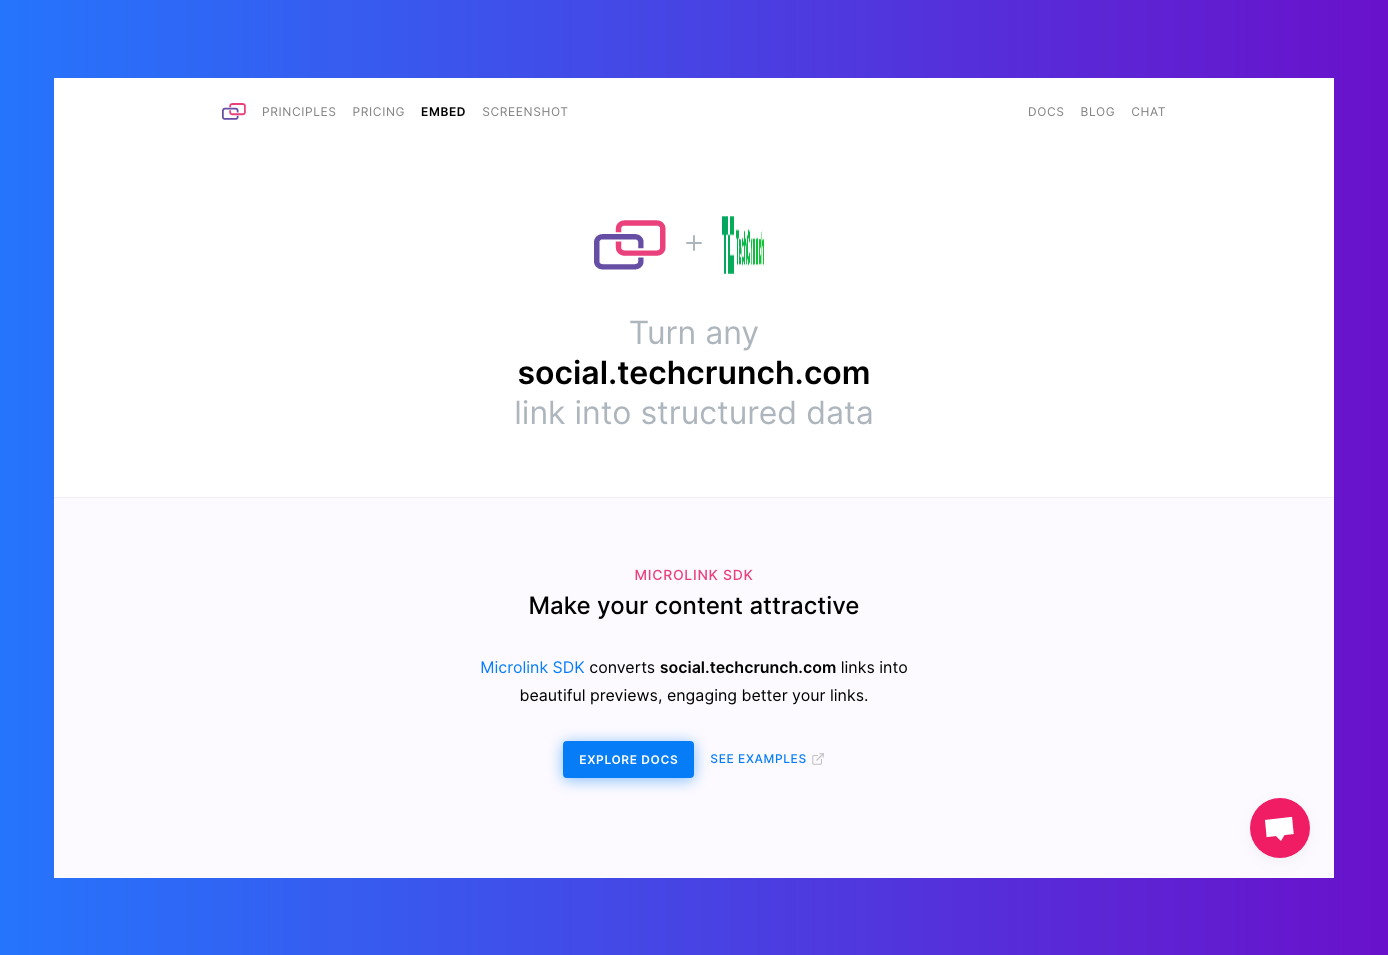 PRINCIPLES PRICING EMBED SCREENSHOT DOCS BLOG CHAT
+ TechCrunch
Turn any
social.techcrunch.com
link into structured data
MICROLINK SDK
Make your content attractive
Microlink SDK converts social.techcrunch.com links into
beautiful previews, engaging better your links.
EXPLORE DOCS SEE EXAMPLES